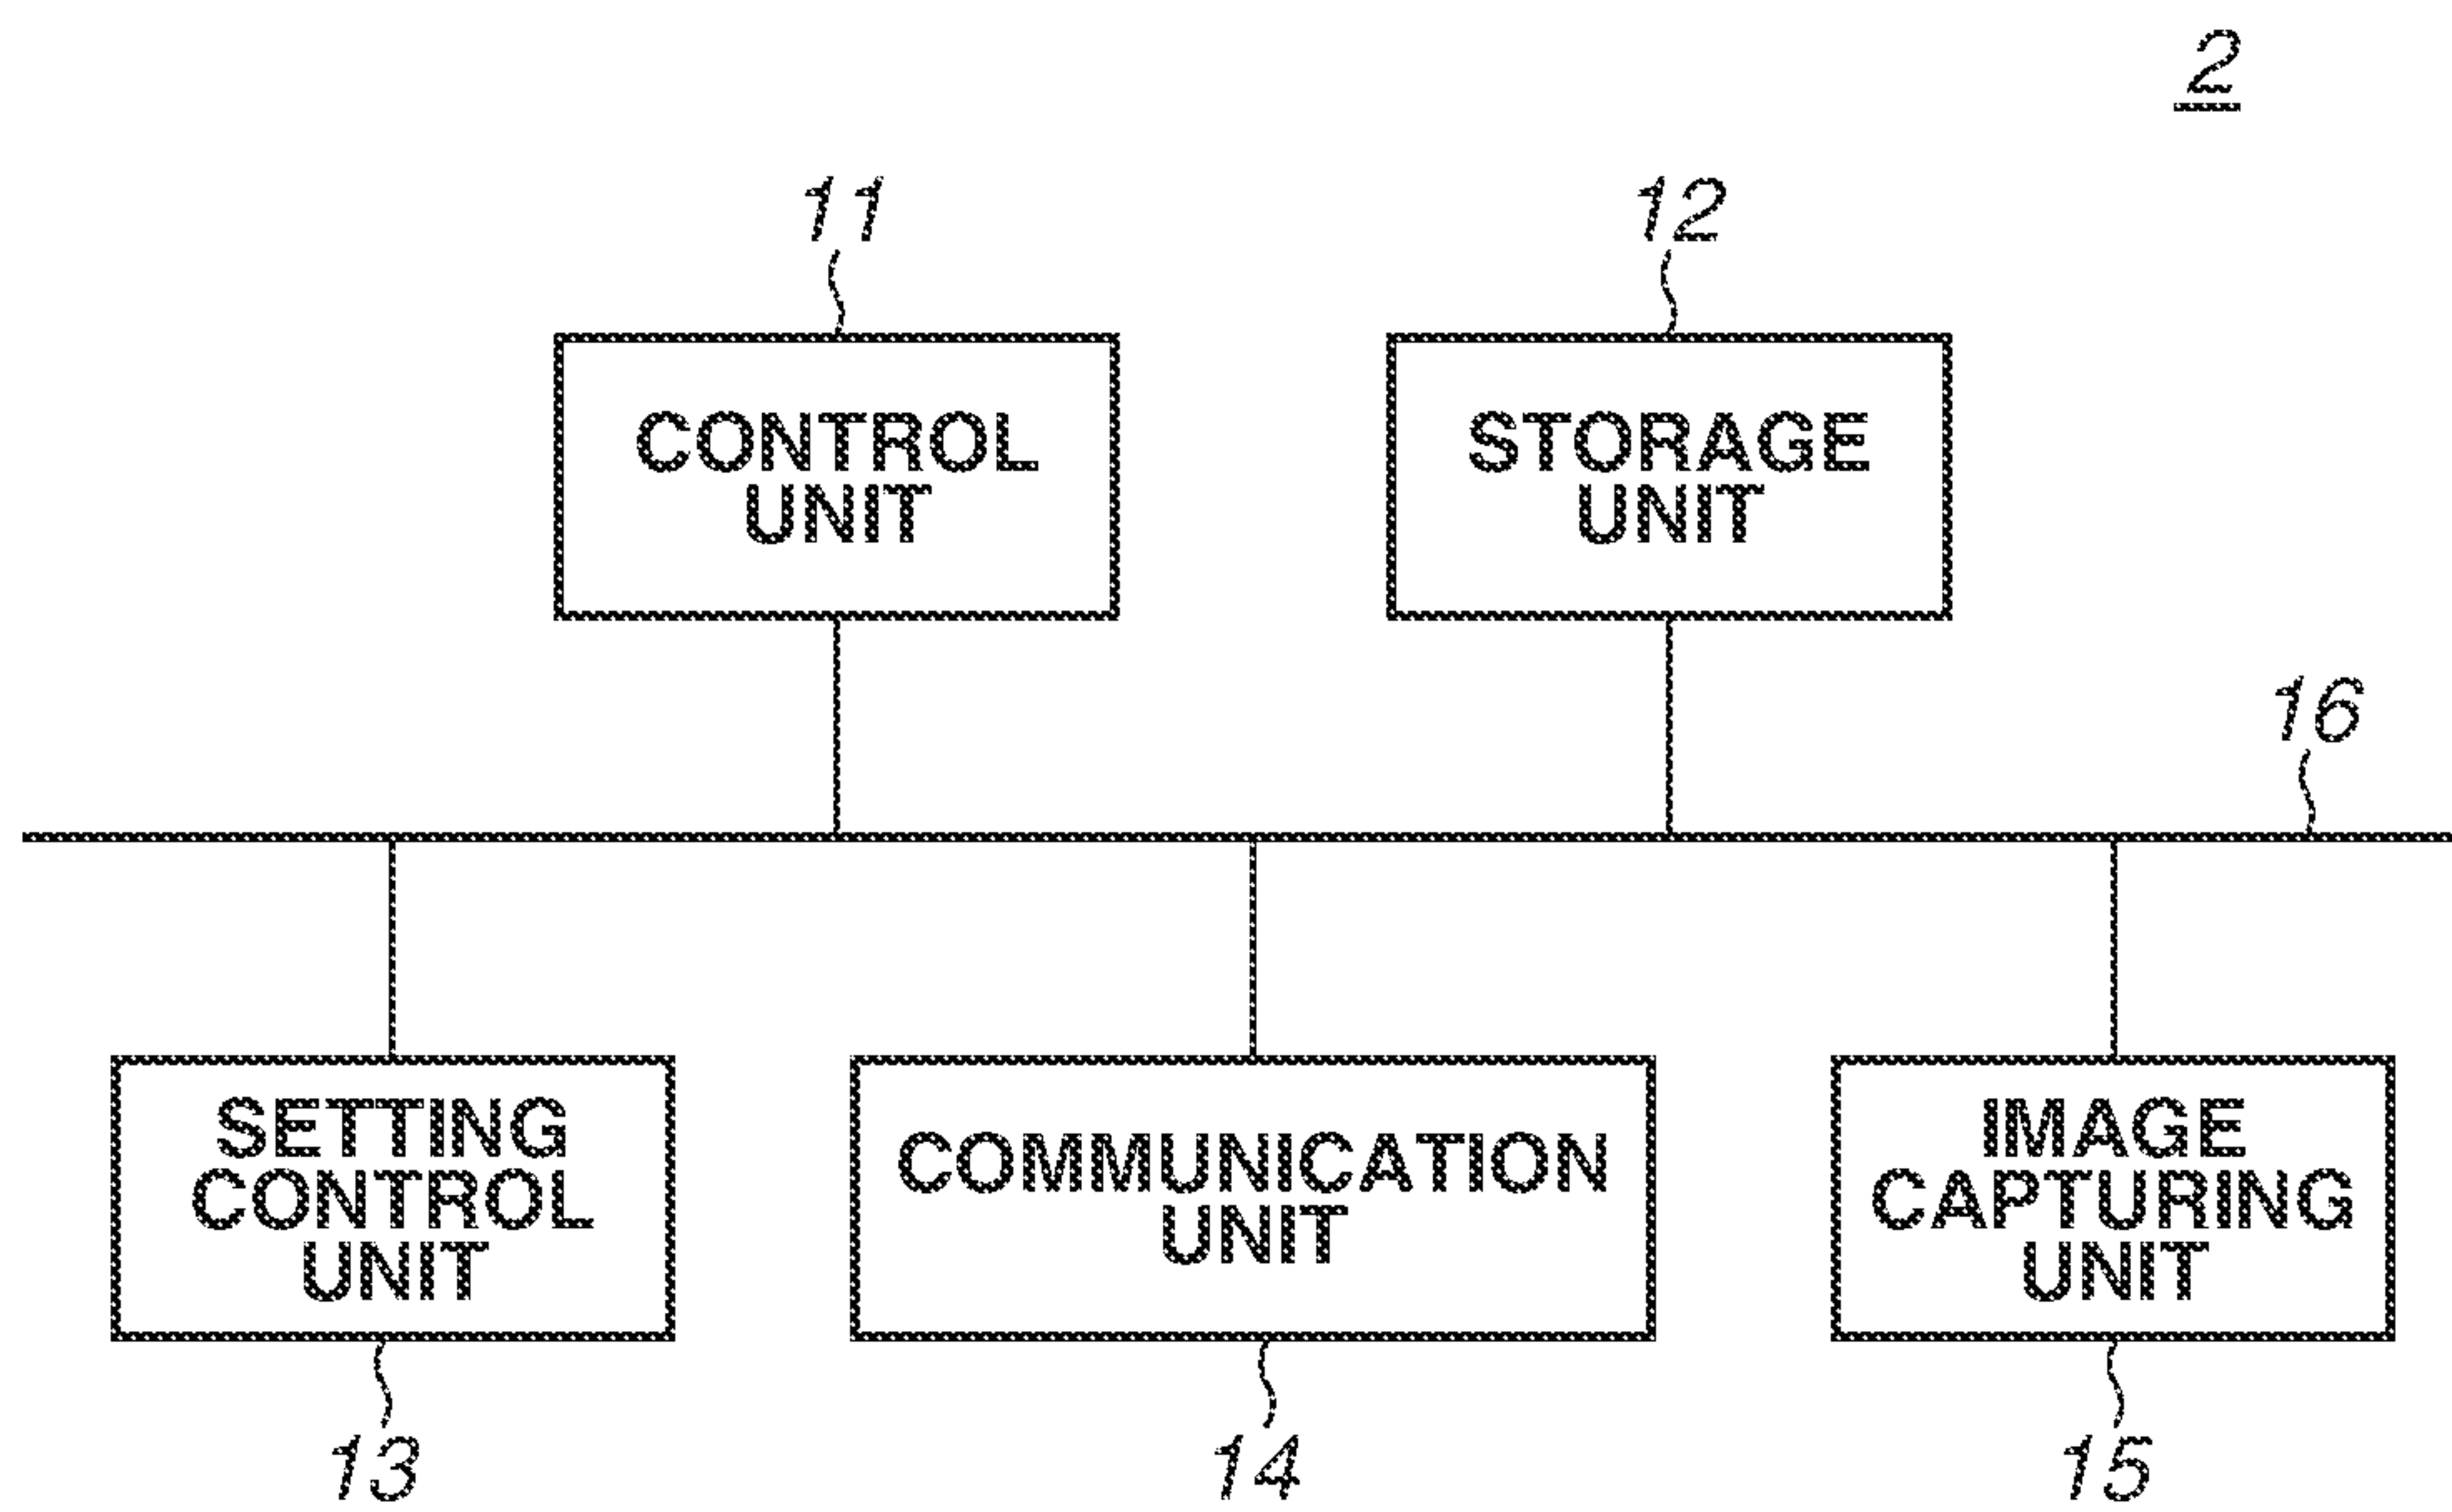 2
11
12
CONTROL
UNIT
STORAGE
UNIT
16
SETTING
CONTROL
UNIT
COMMUNICATION
UNIT
IMAGE
CAPTURING
UNIT
13
14
15